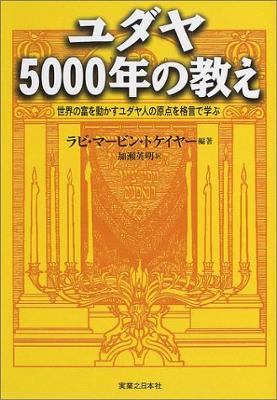 ユダヤ
5000年の教え
世界の富を動かすユダヤ人の原点を格言で学ぶ
ラビ・マービン・トケイヤー 編著
加瀬英明 訳
実業之日本社